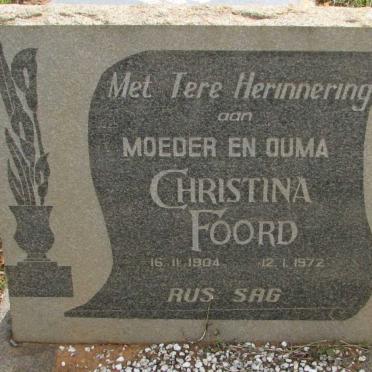 Met Tere Herinnering
aan
MOEDER EN OUMA
CHRISTINA
FOORD
16.11.1904 12.1.1972
RUS SAG